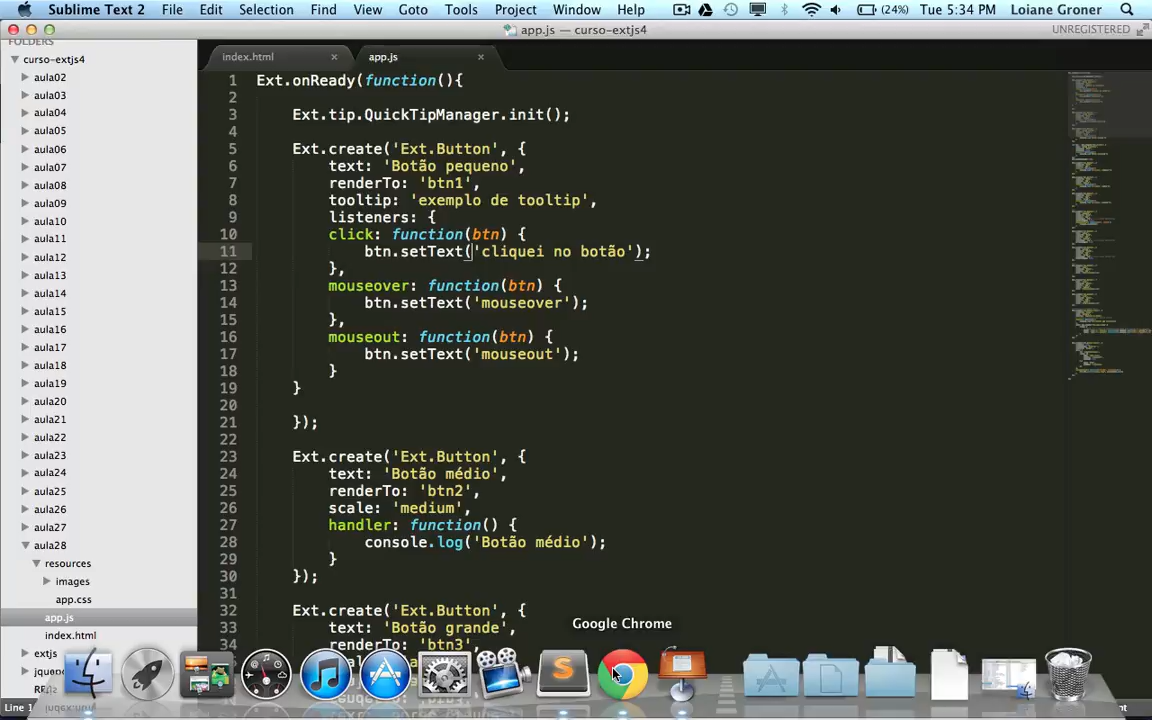 Sublime Text 2 File Edit Selection Find View Goto Tools Project Window Help (24%) Tue 5:34 PM Loiane Groner
app.js — curso-extjs4 UNREGISTERED
FOLDERS
curso-extjs4
aula02
aula03
aula04
aula05
aula06
aula07
aula08
aula09
aula10
aula11
aula12
aula13
aula14
aula15
aula16
aula17
aula18
aula19
aula20
aula21
aula22
aula23
aula24
aula25
aula26
aula27
aula28
resources
images
app.css
app.js
index.html
extjs
Line 1
index.html × app.js ×
1 Ext.onReady(function(){
2
3 Ext.tip.QuickTipManager.init();
4
5 Ext.create('Ext.Button', {
6 text: 'Botão pequeno',
7 renderTo: 'btn1',
8 tooltip: 'exemplo de tooltip',
9 listeners: {
10 click: function(btn) {
11 btn.setText('cliquei no botão');
12 },
13 mouseover: function(btn) {
14 btn.setText('mouseover');
15 },
16 mouseout: function(btn) {
17 btn.setText('mouseout');
18 }
19 }
20
21 });
22
23 Ext.create('Ext.Button', {
24 text: 'Botão médio',
25 renderTo: 'btn2',
26 scale: 'medium',
27 handler: function() {
28 console.log('Botão médio');
29 }
30 });
31
32 Ext.create('Ext.Button', {
33 text: 'Botão grande',
34 renderTo: 'btn3',
Google Chrome